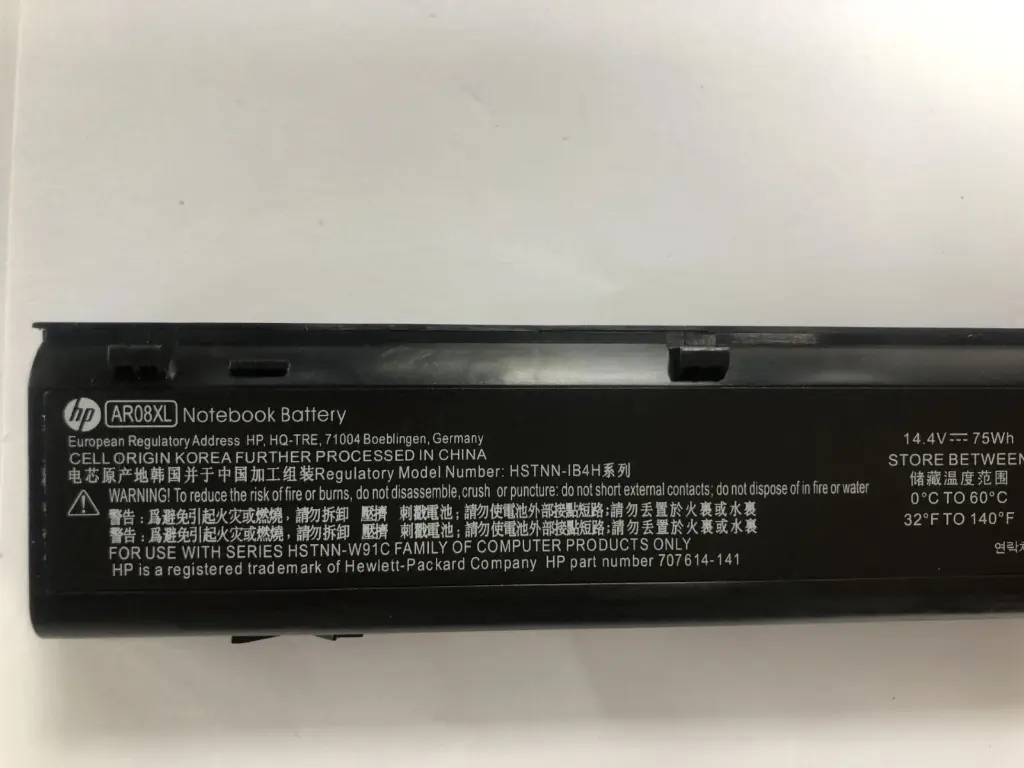 hp AR08XL Notebook Battery
European Regulatory Address HP, HQ-TRE, 71004 Boeblingen, Germany
CELL ORIGIN KOREA FURTHER PROCESSED IN CHINA
电芯原产地韩国并于中国加工组装Regulatory Model Number: HSTNN-IB4H系列
WARNING! To reduce the risk of fire or burns, do not disassemble, crush or puncture: do not short external contacts; do not dispose of in fire or water
警告：爲避免引起火灾或燃燒，請勿拆卸 壓擠 刺戳電池；請勿使電池外部接點短路；請勿丟置於火裏或水裏
警告：爲避免引起火灾或燃燒，請勿拆卸 壓擠 刺戳電池；請勿使電池外部接點短路；請勿丟置於火裏或水裏
FOR USE WITH SERIES HSTNN-W91C FAMILY OF COMPUTER PRODUCTS ONLY
HP is a registered trademark of Hewlett-Packard Company HP part number 707614-141
14.4V⎓75Wh
STORE BETWEEN
储藏温度范围
0°C TO 60°C
32°F TO 140°F
연락처